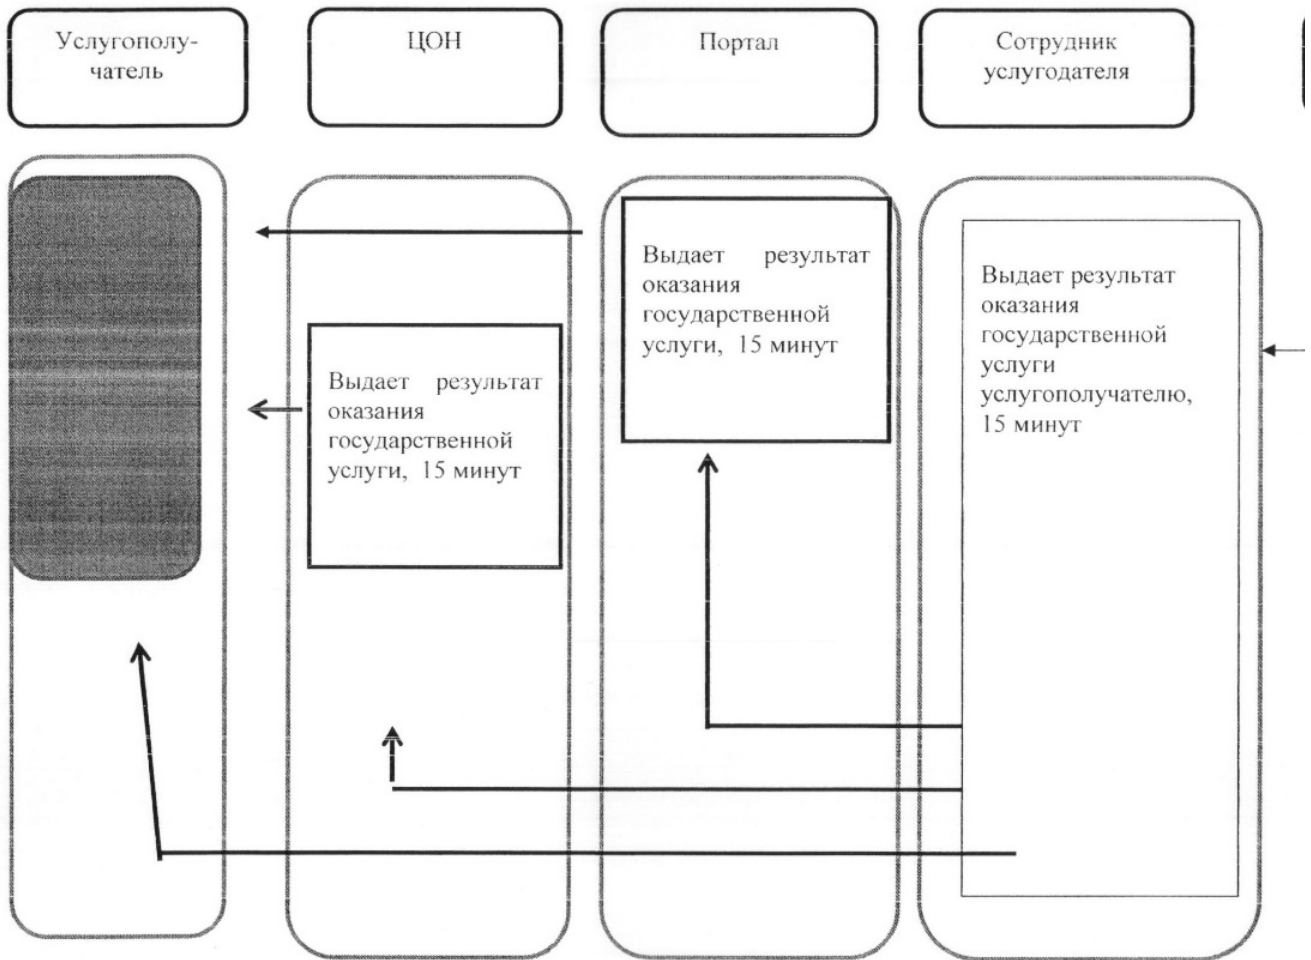 Услугополу-
чатель
ЦОН
Портал
Сотрудник
услугодателя
Выдает результат
оказания
государственной
услуги, 15 минут
Выдает результат
оказания
государственной
услуги, 15 минут
Выдает результат
оказания
государственной
услуги
услугополучателю,
15 минут